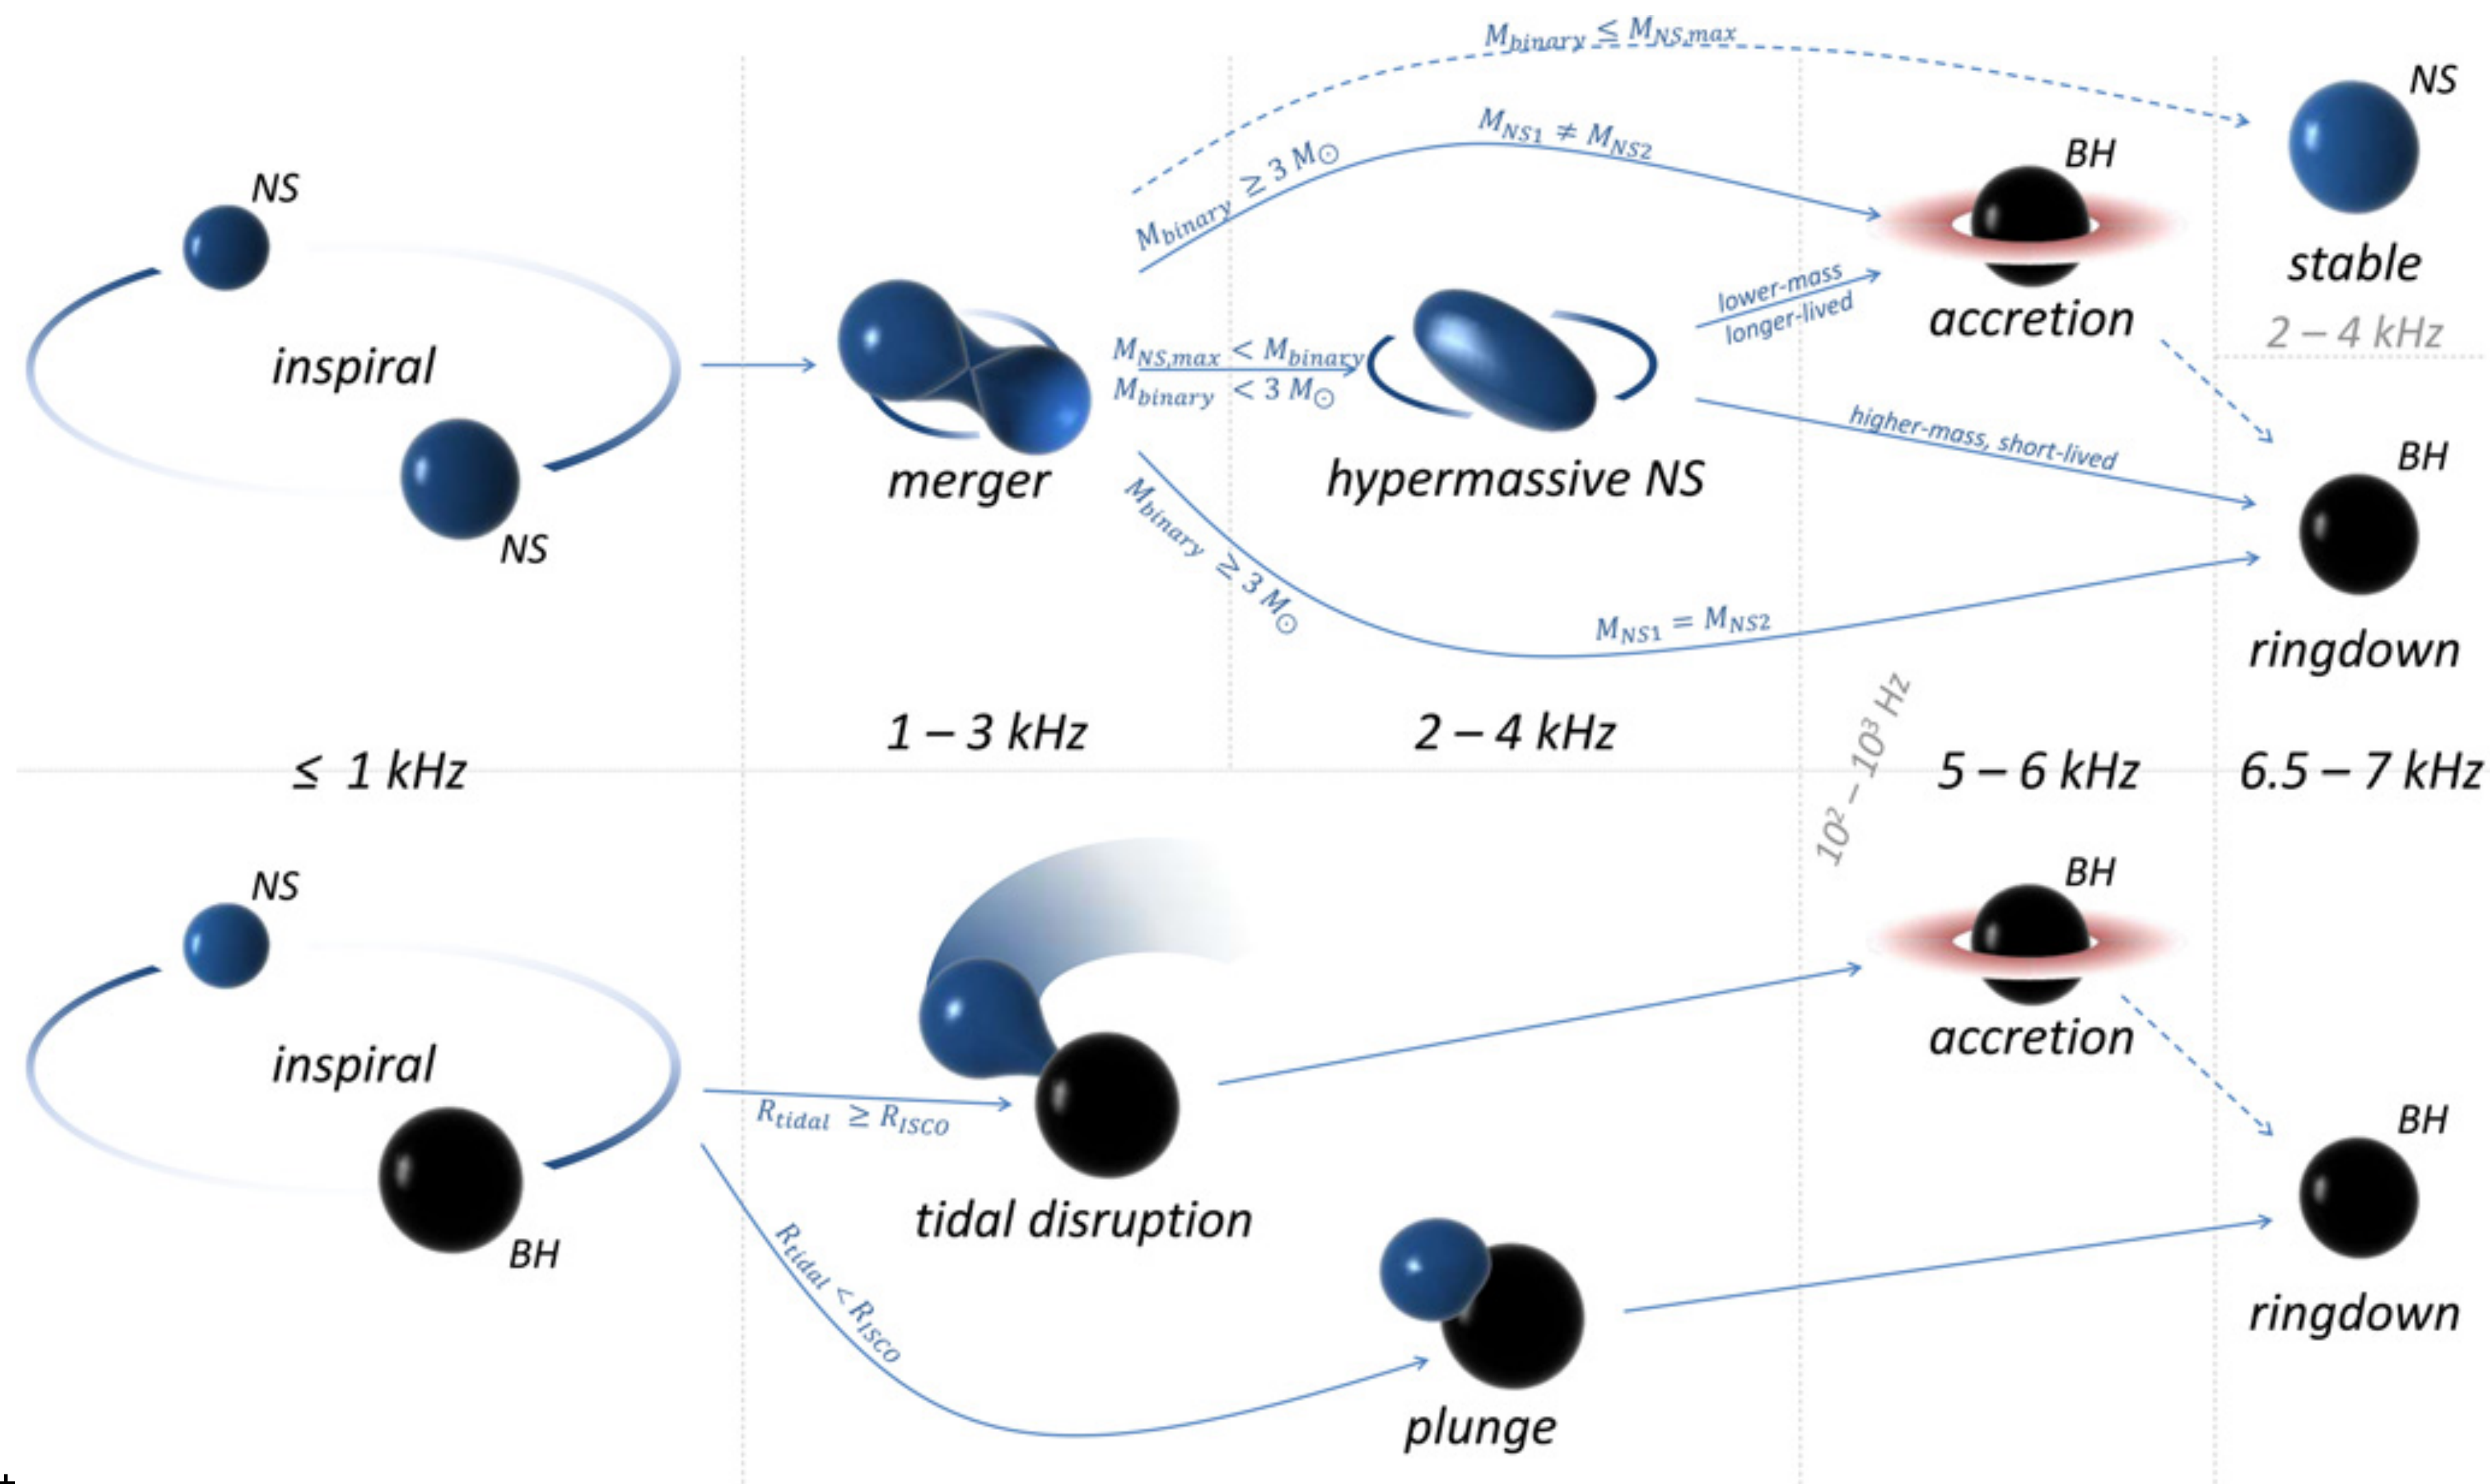 M_binary ≤ M_NS,max
NS
M_NS1 ≠ M_NS2
M_binary ≥ 3 M⊙
BH
NS
stable
lower-mass
longer-lived
accretion
2 – 4 kHz
inspiral
M_NS,max < M_binary
M_binary < 3 M⊙
higher-mass, short-lived
BH
merger
hypermassive NS
NS
M_binary ≥ 3 M⊙
M_NS1 = M_NS2
ringdown
≤ 1 kHz
1 – 3 kHz
2 – 4 kHz
10² – 10³ Hz
5 – 6 kHz
6.5 – 7 kHz
NS
BH
inspiral
accretion
R_tidal ≥ R_ISCO
BH
tidal disruption
BH
R_tidal < R_ISCO
ringdown
plunge